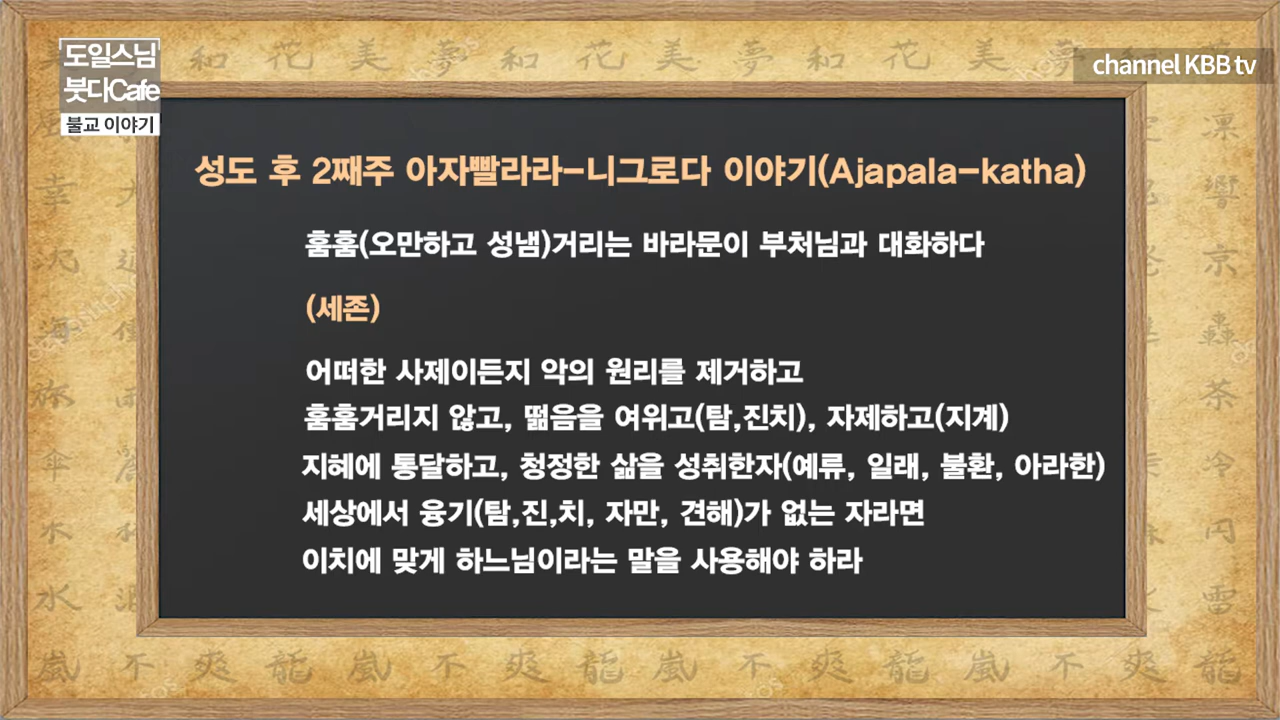 도일스님
붓다Cafe
불교 이야기
channel KBB tv
성도 후 2째주 아자빨라라-니그로다 이야기(Ajapala-katha)
훔훔(오만하고 성냄)거리는 바라문이 부처님과 대화하다
(세존)
어떠한 사제이든지 악의 원리를 제거하고
훔훔거리지 않고, 떫음을 여위고(탐,진치), 자제하고(지계)
지혜에 통달하고, 청정한 삶을 성취한자(예류, 일래, 불환, 아라한)
세상에서 융기(탐,진,치, 자만, 견해)가 없는 자라면
이치에 맞게 하느님이라는 말을 사용해야 하라